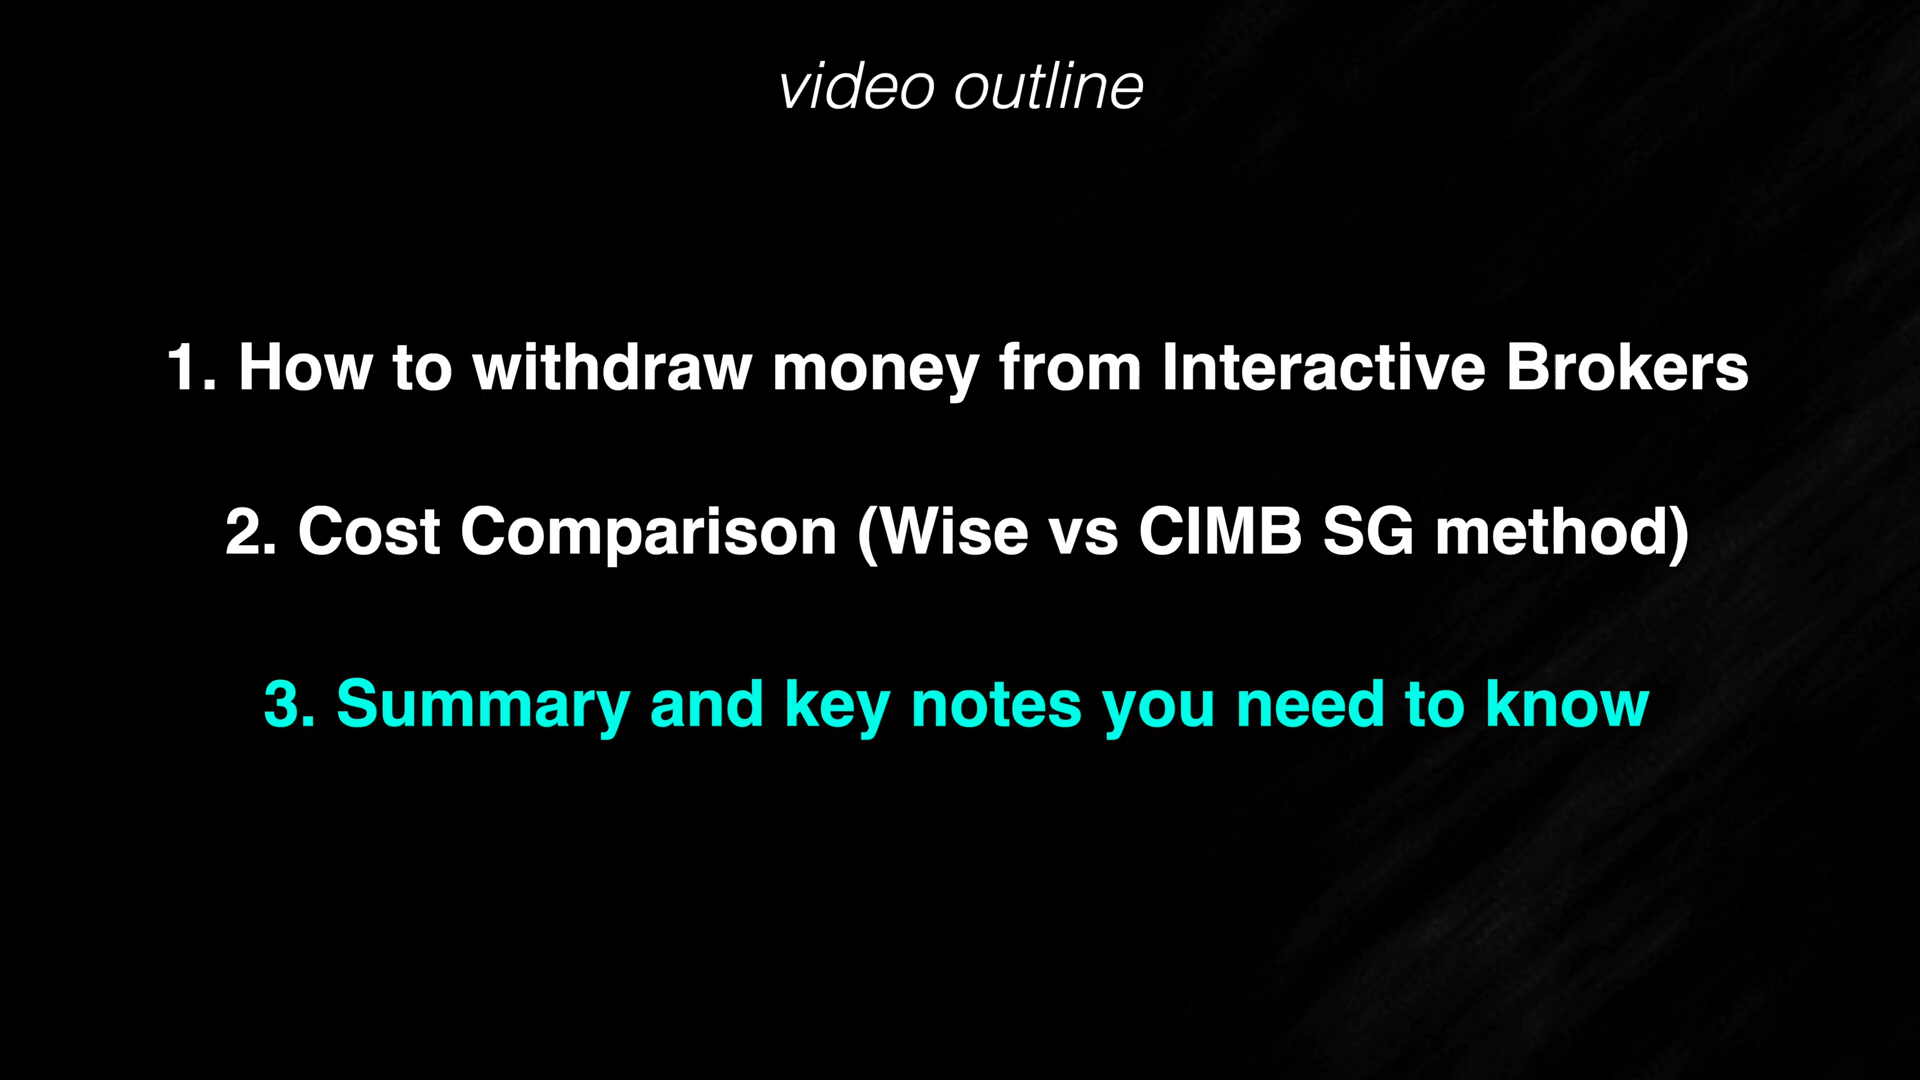 video outline
1. How to withdraw money from Interactive Brokers
2. Cost Comparison (Wise vs CIMB SG method)
3. Summary and key notes you need to know